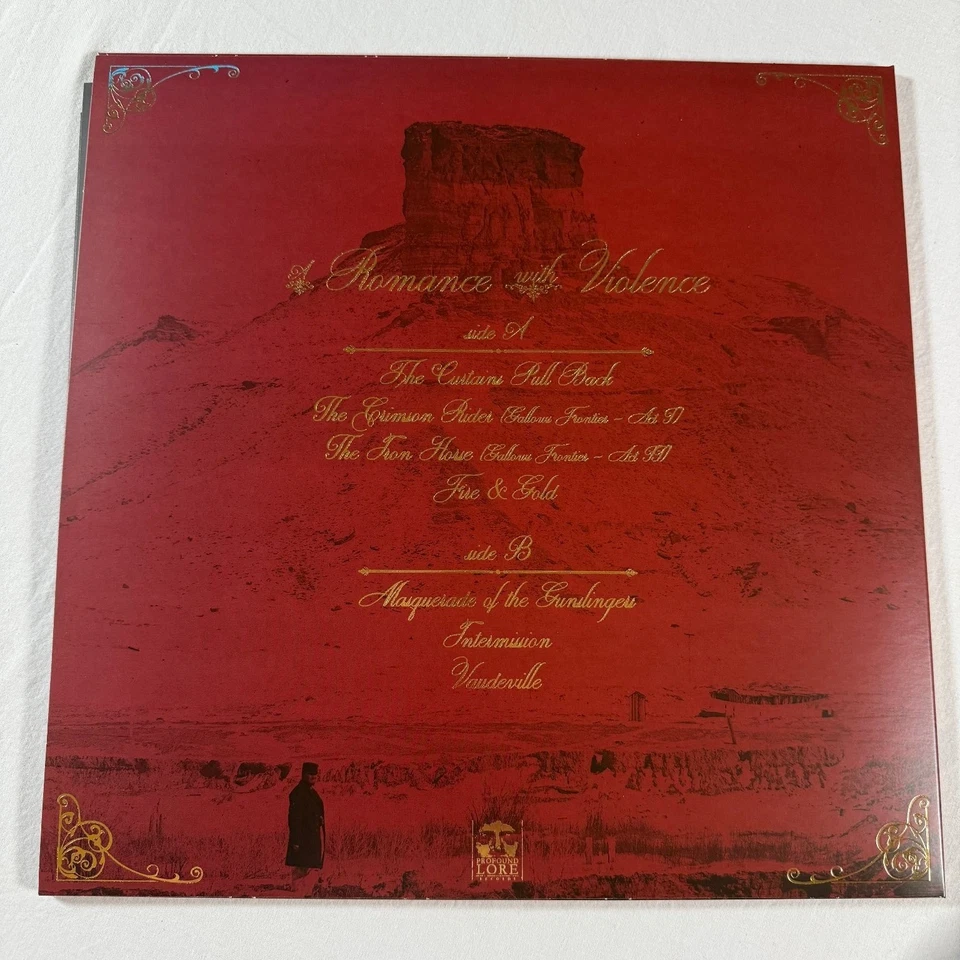 A Romance with Violence
side A
The Curtains Pull Back
The Crimson Rider (Gallows Frontier – Act I)
The Iron Horse (Gallows Frontier – Act II)
Fire & Gold
side B
Masquerade of the Gunslingers
Intermission
Vaudeville
PROFOUND
LORE
RECORDS